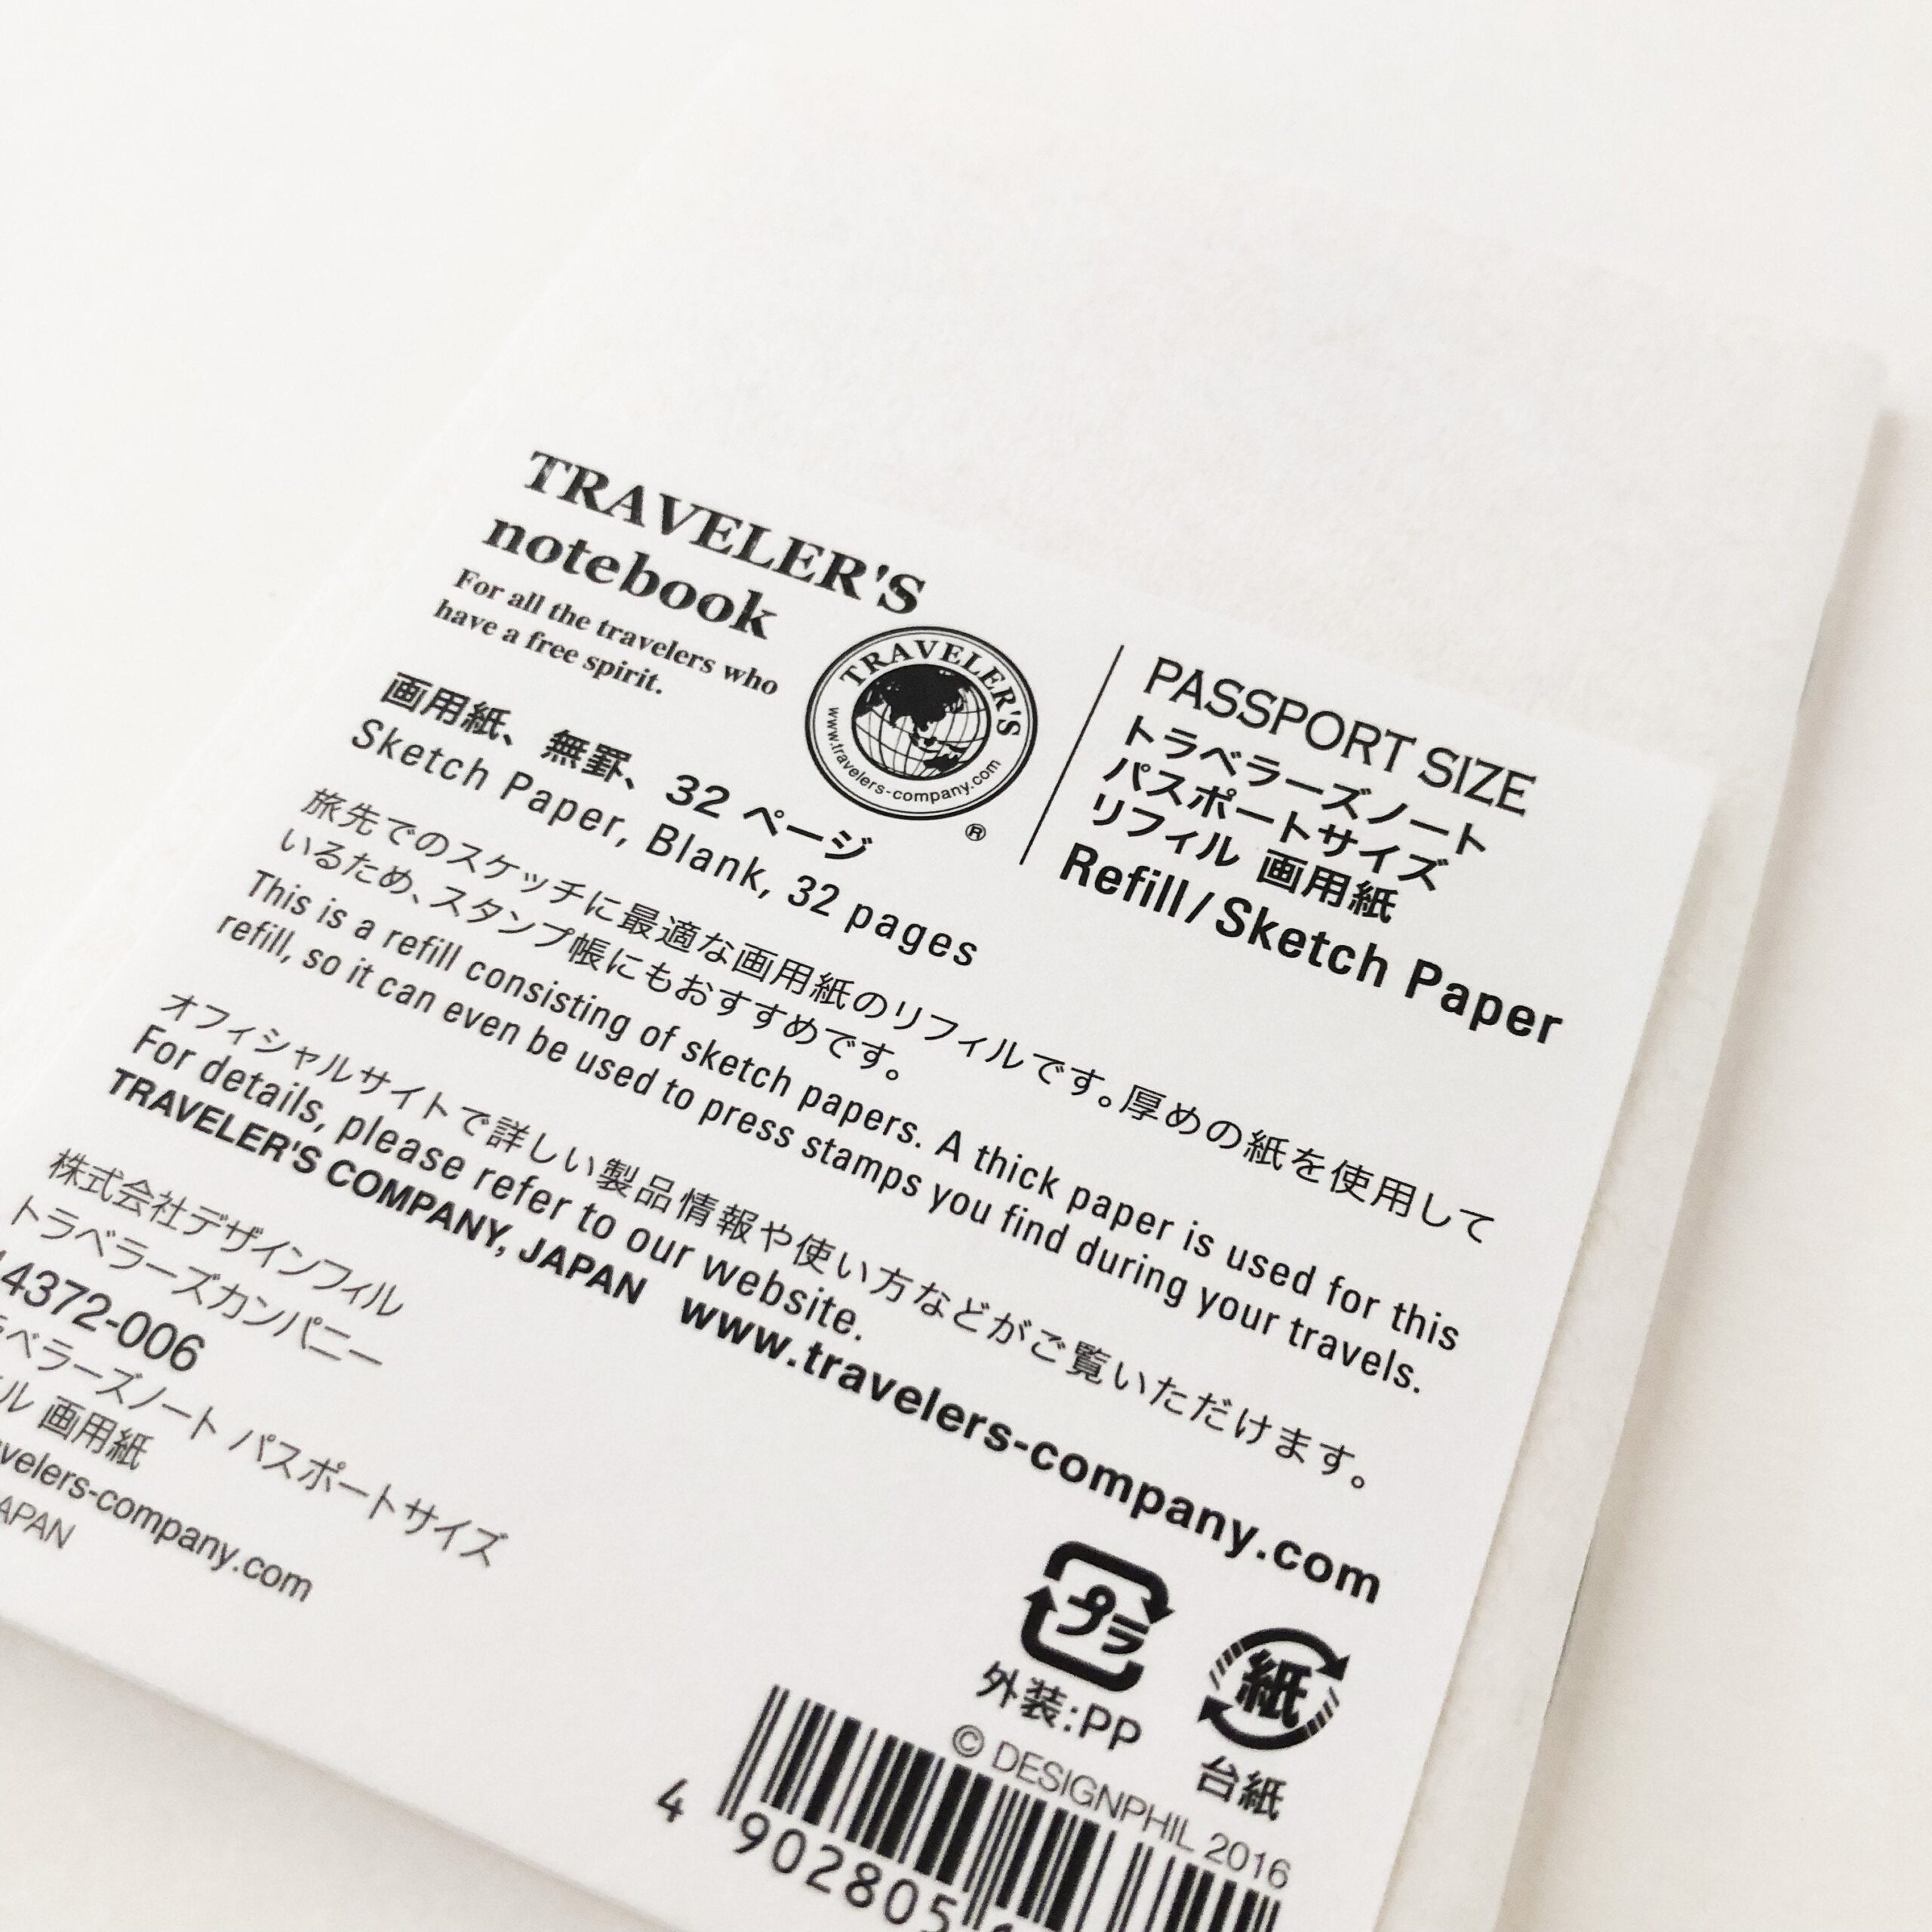 TRAVELER'S
notebook
For all the travelers who
have a free spirit.
TRAVELER'S
www.travelers-company.com
®
PASSPORT SIZE
トラベラーズノート
パスポートサイズ
リフィル 画用紙
Refill/Sketch Paper
画用紙、無罫、32 ページ
Sketch Paper, Blank, 32 pages
旅先でのスケッチに最適な画用紙のリフィルです。厚めの紙を使用して
いるため、スタンプ帳にもおすすめです。
This is a refill consisting of sketch papers. A thick paper is used for this
refill, so it can even be used to press stamps you find during your travels.
オフィシャルサイトで詳しい製品情報や使い方などがご覧いただけます。
For details, please refer to our website.
TRAVELER'S COMPANY, JAPAN www.travelers-company.com
株式会社デザインフィル
トラベラーズカンパニー
14372-006
ラベラーズノート パスポートサイズ
ル 画用紙
velers-company.com
APAN
プラ
外装:PP
紙
台紙
© DESIGNPHIL 2016
4 902805